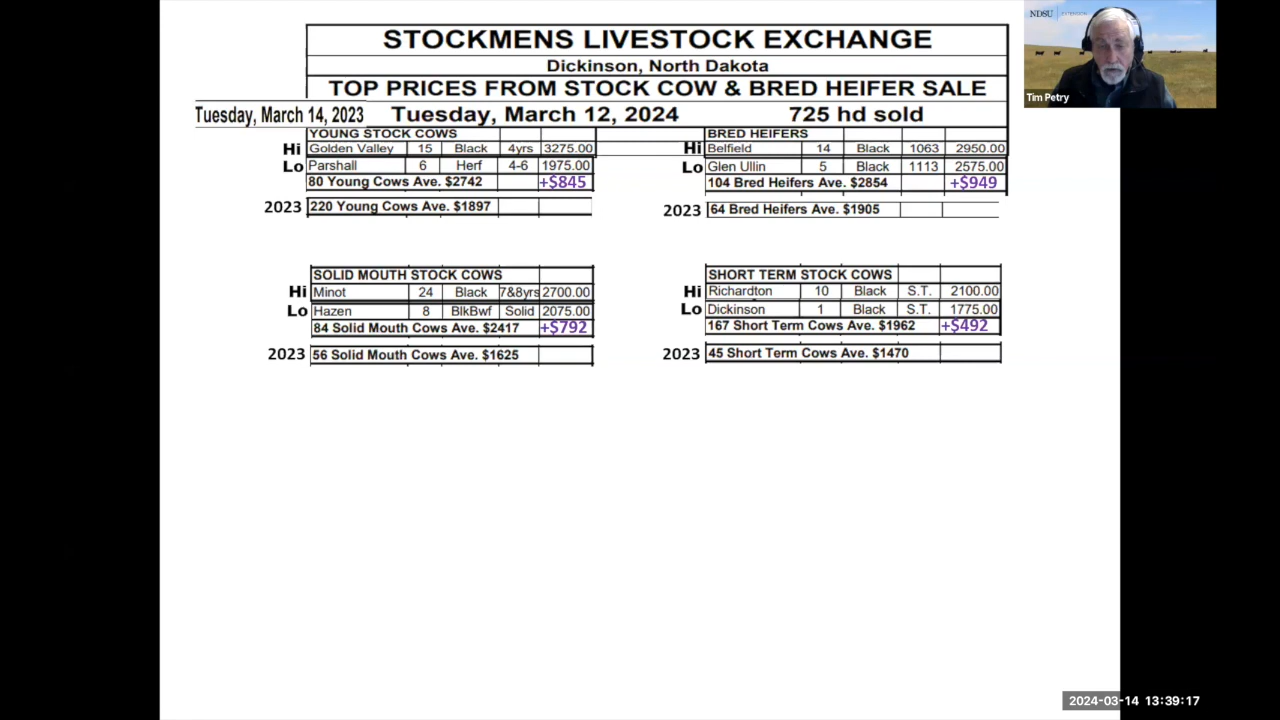 STOCKMENS LIVESTOCK EXCHANGE
Dickinson, North Dakota
TOP PRICES FROM STOCK COW & BRED HEIFER SALE
Tuesday, March 14, 2023 Tuesday, March 12, 2024 725 hd sold
YOUNG STOCK COWS
Hi Golden Valley 15 Black 4yrs 3275.00
Lo Parshall 6 Herf 4-6 1975.00
80 Young Cows Ave. $2742 +$845
2023 220 Young Cows Ave. $1897
BRED HEIFERS
Hi Belfield 14 Black 1063 2950.00
Lo Glen Ullin 5 Black 1113 2575.00
104 Bred Heifers Ave. $2854 +$949
2023 64 Bred Heifers Ave. $1905
SOLID MOUTH STOCK COWS
Hi Minot 24 Black 7&8yrs 2700.00
Lo Hazen 8 BlkBwf Solid 2075.00
84 Solid Mouth Cows Ave. $2417 +$792
2023 56 Solid Mouth Cows Ave. $1625
SHORT TERM STOCK COWS
Hi Richardton 10 Black S.T. 2100.00
Lo Dickinson 1 Black S.T. 1775.00
167 Short Term Cows Ave. $1962 +$492
2023 45 Short Term Cows Ave. $1470
NDSU EXTENSION
Tim Petry
2024-03-14 13:39:17